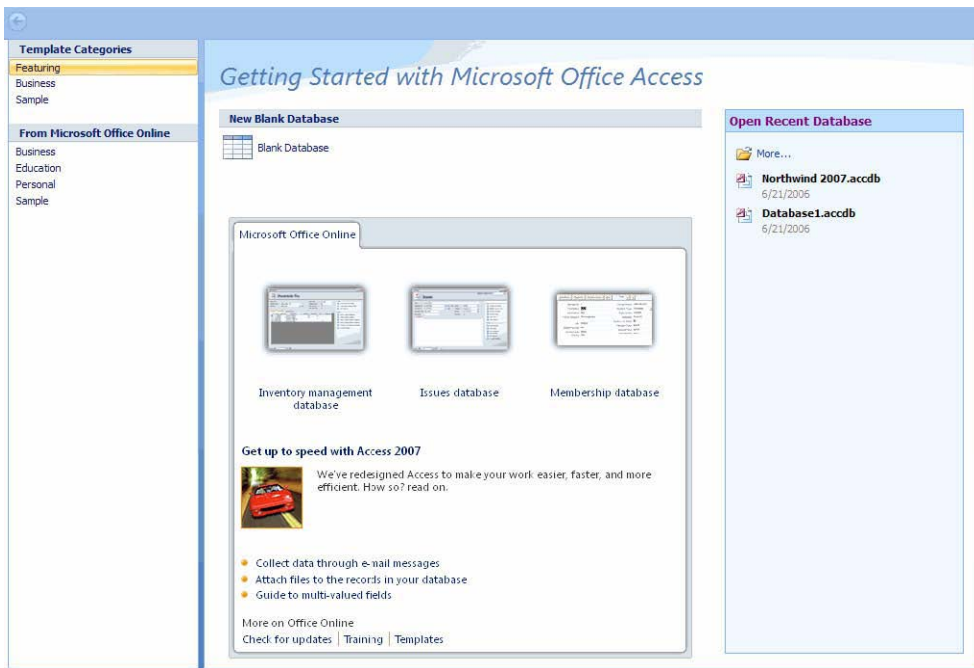 Template Categories
Featuring
Business
Sample
From Microsoft Office Online
Business
Education
Personal
Sample
Getting Started with Microsoft Office Access
New Blank Database
Blank Database
Microsoft Office Online
Inventory management
database
Issues database
Membership database
Get up to speed with Access 2007
We've redesigned Access to make your work easier, faster, and more
efficient. How so? read on.
Collect data through e-mail messages
Attach files to the records in your database
Guide to multi-valued fields
More on Office Online
Check for updates | Training | Templates
Open Recent Database
More...
Northwind 2007.accdb
6/21/2006
Database1.accdb
6/21/2006